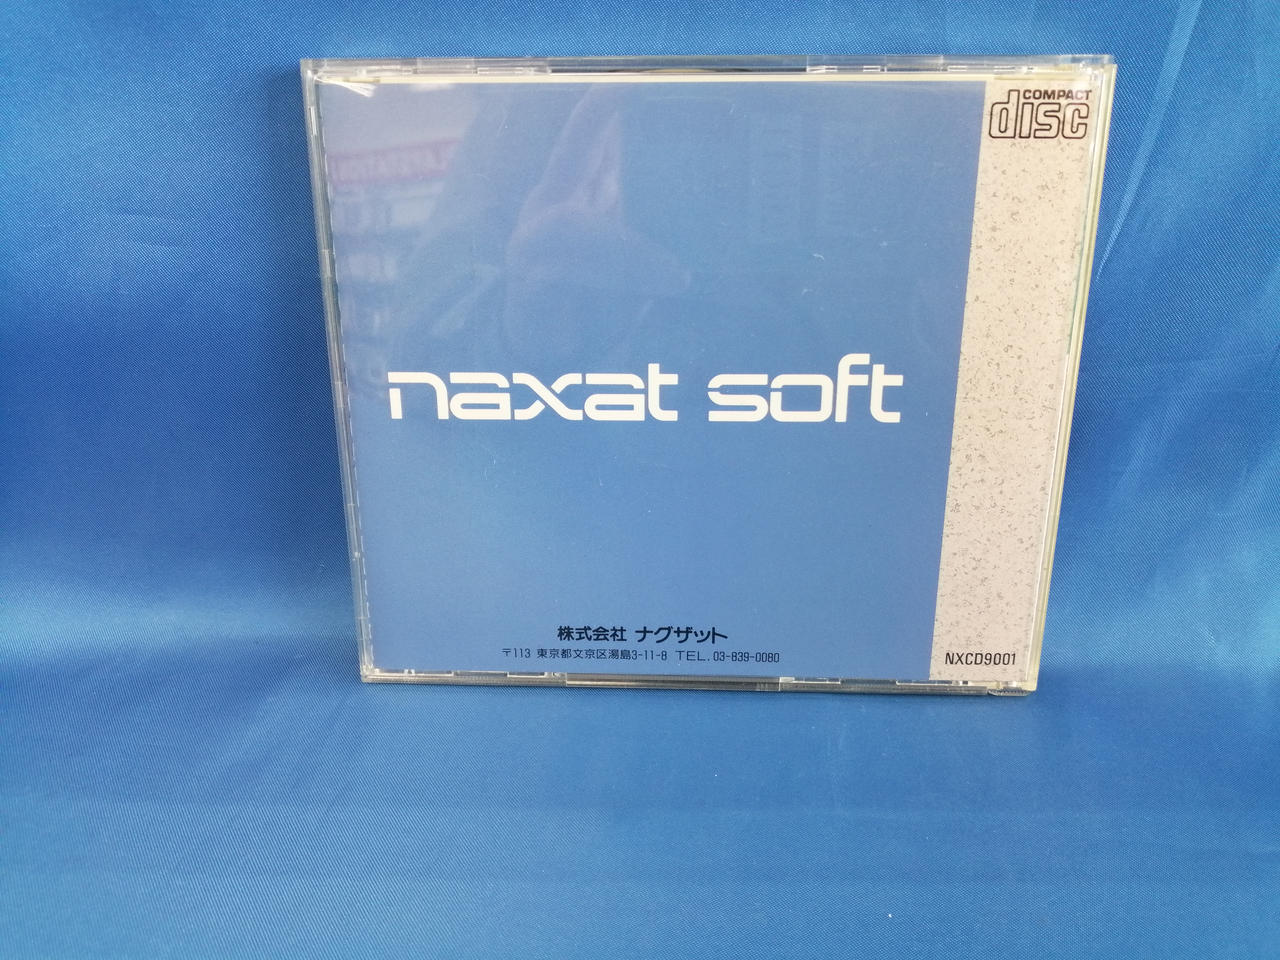 COMPACT
disc
naxat soft
株式会社 ナグザット
〒113 東京都文京区湯島3-11-8 TEL. 03-839-0080
NXCD9001